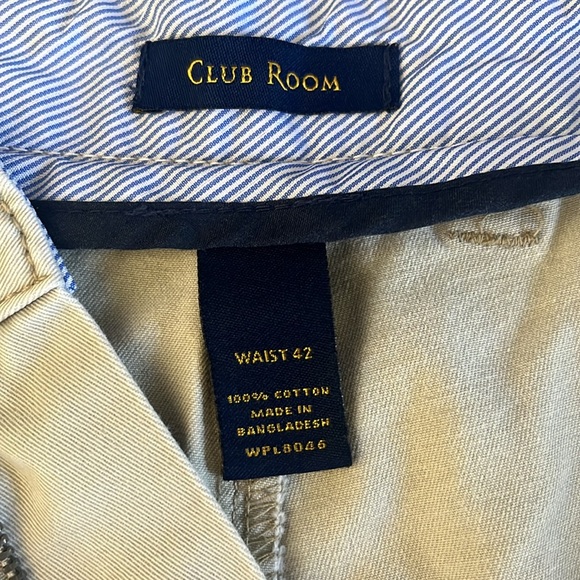 CLUB ROOM
WAIST 42
100% COTTON
MADE IN
BANGLADESH
WPL8046